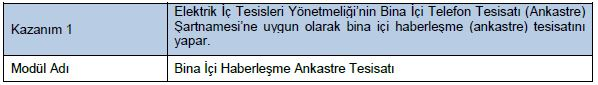 Kazanım 1
Elektrik İç Tesisleri Yönetmeliği’nin Bina İçi Telefon Tesisatı (Ankastre)
Şartnamesi’ne uygun olarak bina içi haberleşme (ankastre) tesisatını
yapar.
Modül Adı
Bina İçi Haberleşme Ankastre Tesisatı